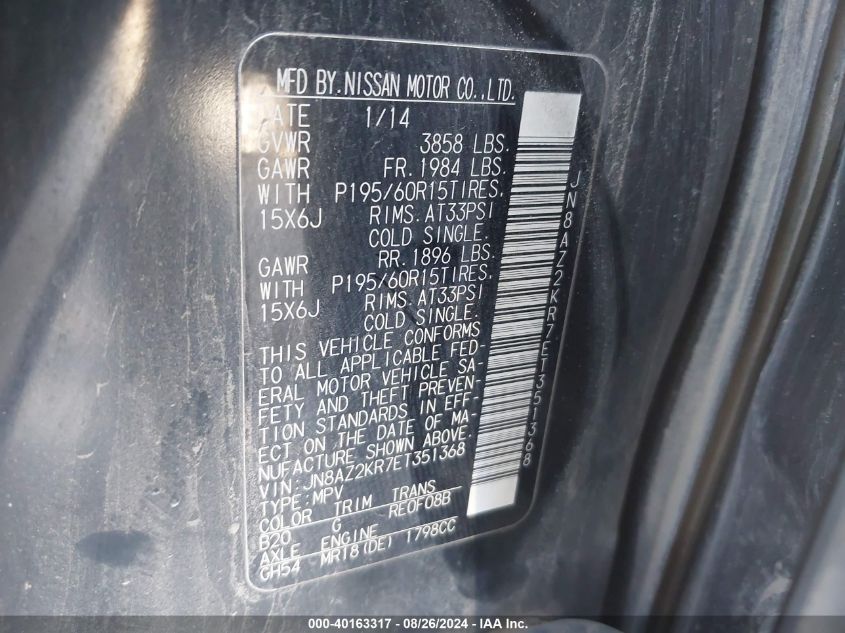 MFD BY. NISSAN MOTOR CO.,LTD.
DATE 1/14
GVWR 3858 LBS.
GAWR FR. 1984 LBS.
WITH P195/60R15TIRES,
15X6J RIMS. AT33PSI
COLD SINGLE.
GAWR RR. 1896 LBS.
WITH P195/60R15TIRES,
15X6J RIMS. AT33PSI
COLD SINGLE.
THIS VEHICLE CONFORMS
TO ALL APPLICABLE FED-
ERAL MOTOR VEHICLE SA-
FETY AND THEFT PREVEN-
TION STANDARDS IN EFF-
ECT ON THE DATE OF MA-
NUFACTURE SHOWN ABOVE.
VIN:JN8AZ2KR7ET351368
TYPE:MPV
COLOR TRIM TRANS
B20 G RE0F08B
AXLE ENGINE
GH54 MR18(DE) 1798CC
JN8AZ2KR7ET351368
000-40163317 - 08/26/2024 - IAA Inc.